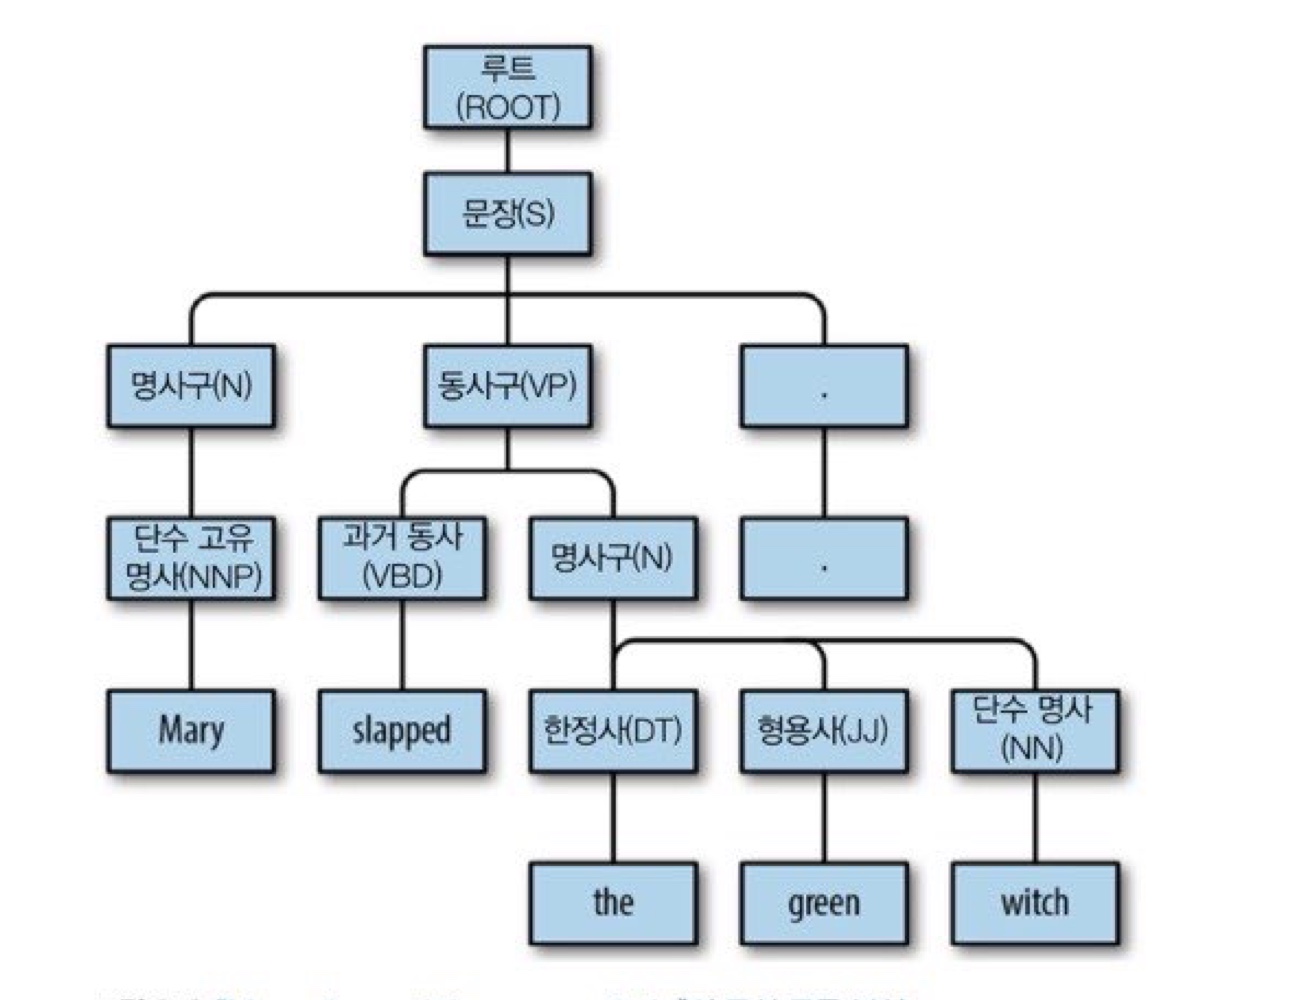 루트
(ROOT)
문장(S)
명사구(N)
동사구(VP)
.
단수 고유
명사(NNP)
과거 동사
(VBD)
명사구(N)
.
Mary
slapped
한정사(DT)
형용사(JJ)
단수 명사
(NN)
the
green
witch